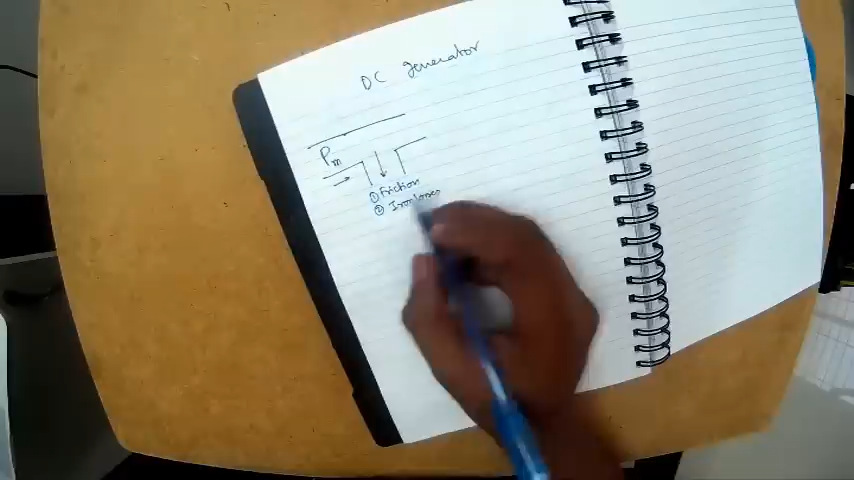 DC generator
Pm
① Friction
② Iron losses